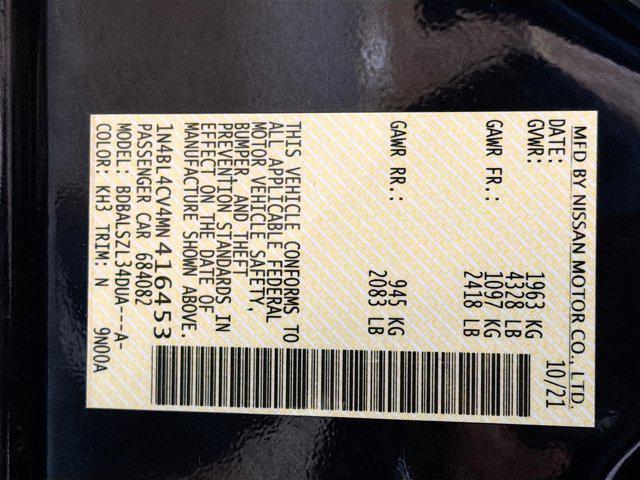 MFD BY NISSAN MOTOR CO., LTD.
DATE: 10/21
GVWR: 1963 KG
4328 LB
GAWR FR.: 1097 KG
2418 LB
GAWR RR.: 945 KG
2083 LB
THIS VEHICLE CONFORMS TO
ALL APPLICABLE FEDERAL
MOTOR VEHICLE SAFETY,
BUMPER AND THEFT
PREVENTION STANDARDS IN
EFFECT ON THE DATE OF
MANUFACTURE SHOWN ABOVE.
1N4BL4CV4MN416453
PASSENGER CAR 684082
MODEL: BDBALSZL34DUA---A-
COLOR: KH3 TRIM: N 9N00A